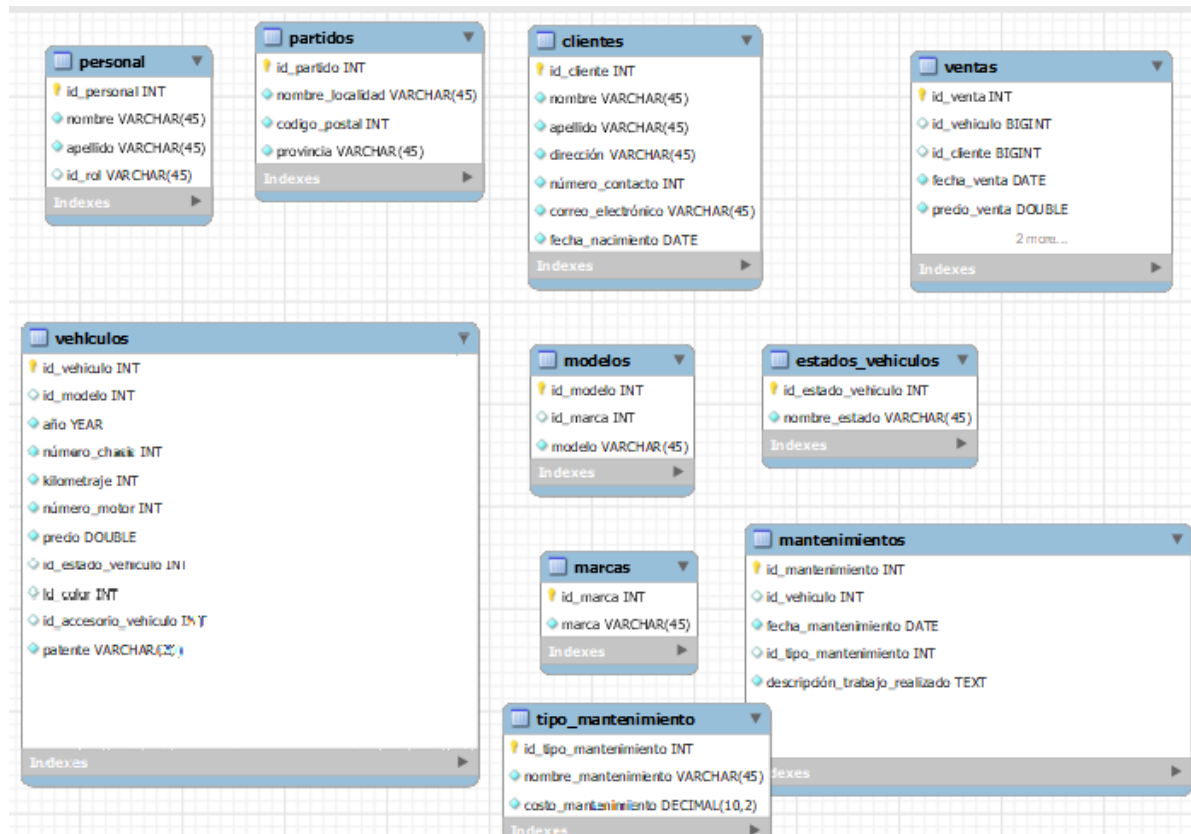 personal
id_personal INT
nombre VARCHAR(45)
apellido VARCHAR(45)
id_rol VARCHAR(45)
Indexes
partidos
id_partido INT
nombre_localidad VARCHAR(45)
codigo_postal INT
provincia VARCHAR(45)
Indexes
clientes
id_cliente INT
nombre VARCHAR(45)
apellido VARCHAR(45)
dirección VARCHAR(45)
número_contacto INT
correo_electrónico VARCHAR(45)
fecha_nacimiento DATE
Indexes
ventas
id_venta INT
id_vehiculo BIGINT
id_cliente BIGINT
fecha_venta DATE
precio_venta DOUBLE
2 more...
Indexes
vehiculos
id_vehiculo INT
id_modelo INT
año YEAR
número_chasis INT
kilometraje INT
número_motor INT
precio DOUBLE
id_estado_vehiculo INT
id_color INT
id_accesorio_vehiculo INT
patente
Indexes
modelos
id_modelo INT
id_marca INT
modelo VARCHAR(45)
Indexes
estados_vehiculos
id_estado_vehiculo INT
nombre_estado VARCHAR(45)
Indexes
marcas
id_marca INT
marca VARCHAR(45)
Indexes
mantenimientos
id_mantenimiento INT
id_vehiculo INT
fecha_mantenimiento DATE
id_tipo_mantenimiento INT
descripción_trabajo_realizado TEXT
dexes
tipo_mantenimiento
id_tipo_mantenimiento INT
nombre_mantenimiento VARCHAR(45)
costo_mantenimiento DECIMAL(10,2)
Indexes